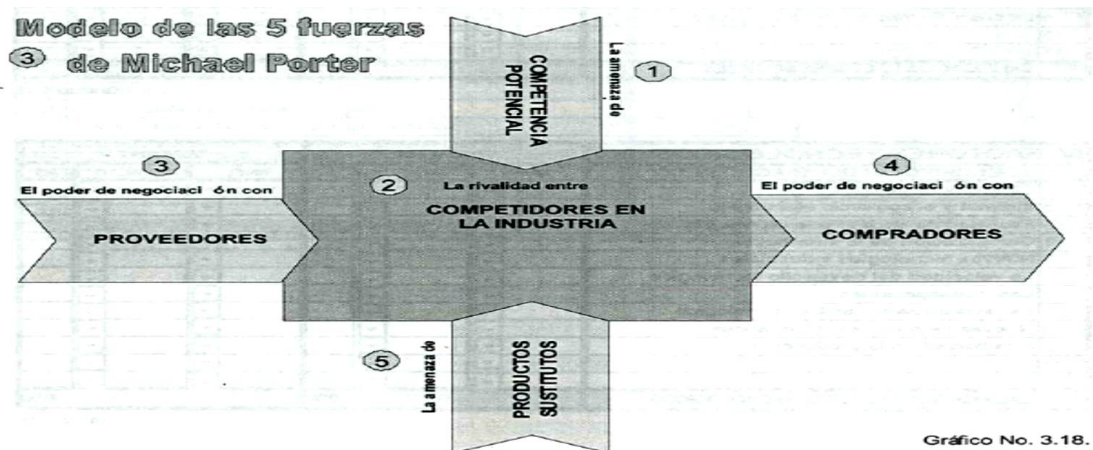 Modelo de las 5 fuerzas
3 de Michael Porter
La amenaza de
COMPETENCIA
POTENCIAL
1
3
El poder de negociaci ón con
PROVEEDORES
2
La rivalidad entre
COMPETIDORES EN
LA INDUSTRIA
4
El poder de negociaci ón con
COMPRADORES
5
La amenaza de
PRODUCTOS
SUSTITUTOS
Gráfico No. 3.18.